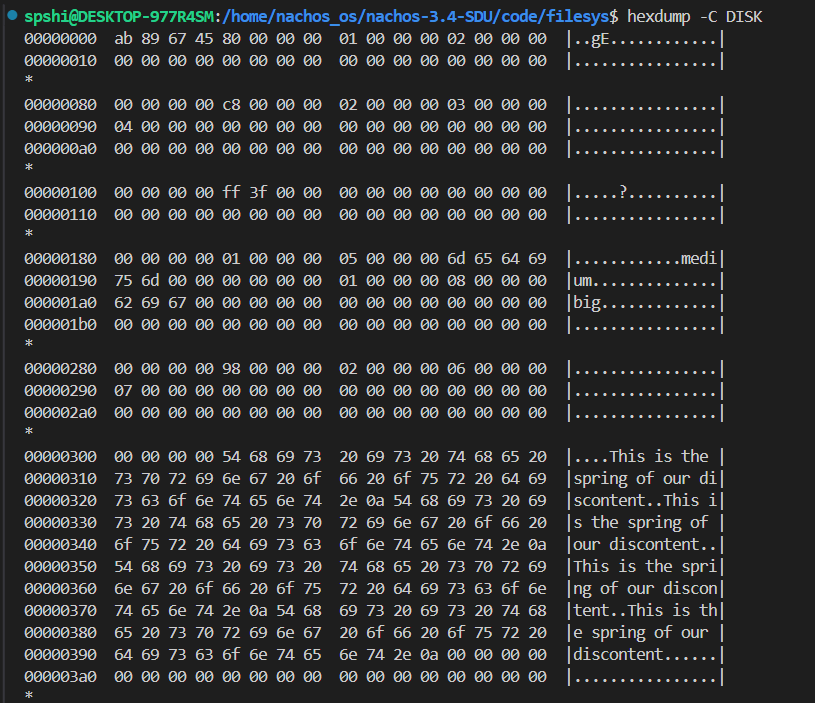 spshi@DESKTOP-977R4SM:/home/nachos_os/nachos-3.4-SDU/code/filesys$ hexdump -C DISK
00000000  ab 89 67 45 80 00 00 00  01 00 00 00 02 00 00 00  |..gE............|
00000010  00 00 00 00 00 00 00 00  00 00 00 00 00 00 00 00  |................|
*
00000080  00 00 00 00 c8 00 00 00  02 00 00 00 03 00 00 00  |................|
00000090  04 00 00 00 00 00 00 00  00 00 00 00 00 00 00 00  |................|
000000a0  00 00 00 00 00 00 00 00  00 00 00 00 00 00 00 00  |................|
*
00000100  00 00 00 00 ff 3f 00 00  00 00 00 00 00 00 00 00  |.....?..........|
00000110  00 00 00 00 00 00 00 00  00 00 00 00 00 00 00 00  |................|
*
00000180  00 00 00 00 01 00 00 00  05 00 00 00 6d 65 64 69  |............medi|
00000190  75 6d 00 00 00 00 00 00  01 00 00 00 08 00 00 00  |um..............|
000001a0  62 69 67 00 00 00 00 00  00 00 00 00 00 00 00 00  |big.............|
000001b0  00 00 00 00 00 00 00 00  00 00 00 00 00 00 00 00  |................|
*
00000280  00 00 00 00 98 00 00 00  02 00 00 00 06 00 00 00  |................|
00000290  07 00 00 00 00 00 00 00  00 00 00 00 00 00 00 00  |................|
000002a0  00 00 00 00 00 00 00 00  00 00 00 00 00 00 00 00  |................|
*
00000300  00 00 00 00 54 68 69 73  20 69 73 20 74 68 65 20  |....This is the |
00000310  73 70 72 69 6e 67 20 6f  66 20 6f 75 72 20 64 69  |spring of our di|
00000320  73 63 6f 6e 74 65 6e 74  2e 0a 54 68 69 73 20 69  |scontent..This i|
00000330  73 20 74 68 65 20 73 70  72 69 6e 67 20 6f 66 20  |s the spring of |
00000340  6f 75 72 20 64 69 73 63  6f 6e 74 65 6e 74 2e 0a  |our discontent..|
00000350  54 68 69 73 20 69 73 20  74 68 65 20 73 70 72 69  |This is the spri|
00000360  6e 67 20 6f 66 20 6f 75  72 20 64 69 73 63 6f 6e  |ng of our discon|
00000370  74 65 6e 74 2e 0a 54 68  69 73 20 69 73 20 74 68  |tent..This is th|
00000380  65 20 73 70 72 69 6e 67  20 6f 66 20 6f 75 72 20  |e spring of our |
00000390  64 69 73 63 6f 6e 74 65  6e 74 2e 0a 00 00 00 00  |discontent......|
000003a0  00 00 00 00 00 00 00 00  00 00 00 00 00 00 00 00  |................|
*